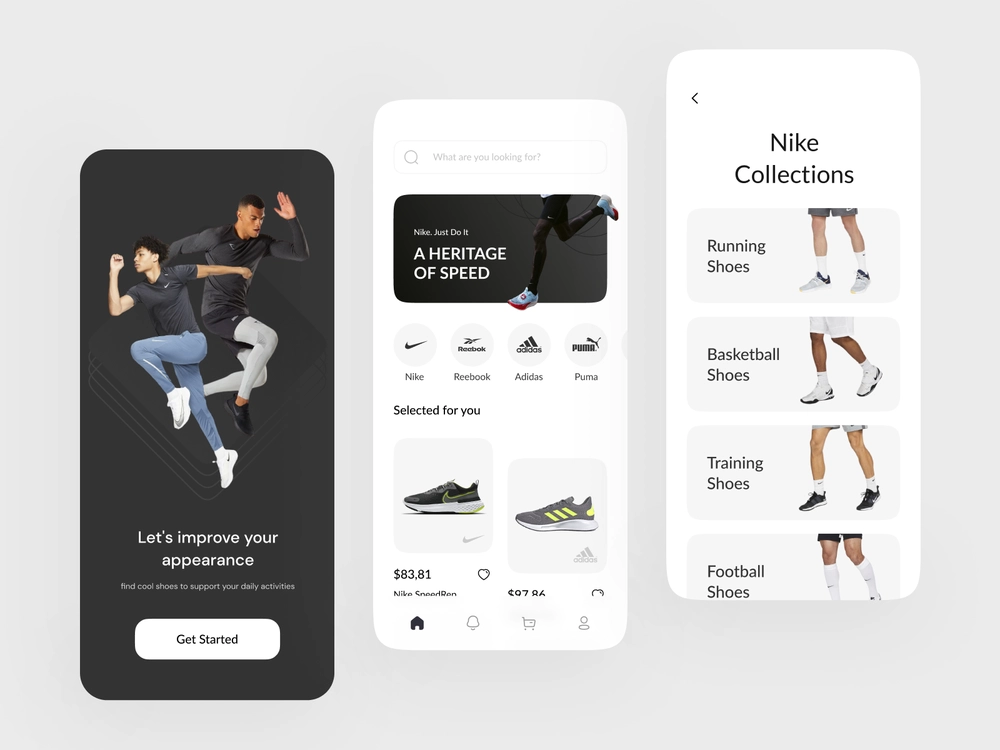 Let's improve your
appearance
find cool shoes to support your daily activities
Get Started
What are you looking for?
Nike. Just Do It
A HERITAGE
OF SPEED
Reebok
adidas
PUMA
Nike
Reebook
Adidas
Puma
Selected for you
adidas
$83,81
Nike SpeedRep
$97,86
Nike
Collections
Running
Shoes
Basketball
Shoes
Training
Shoes
Football
Shoes